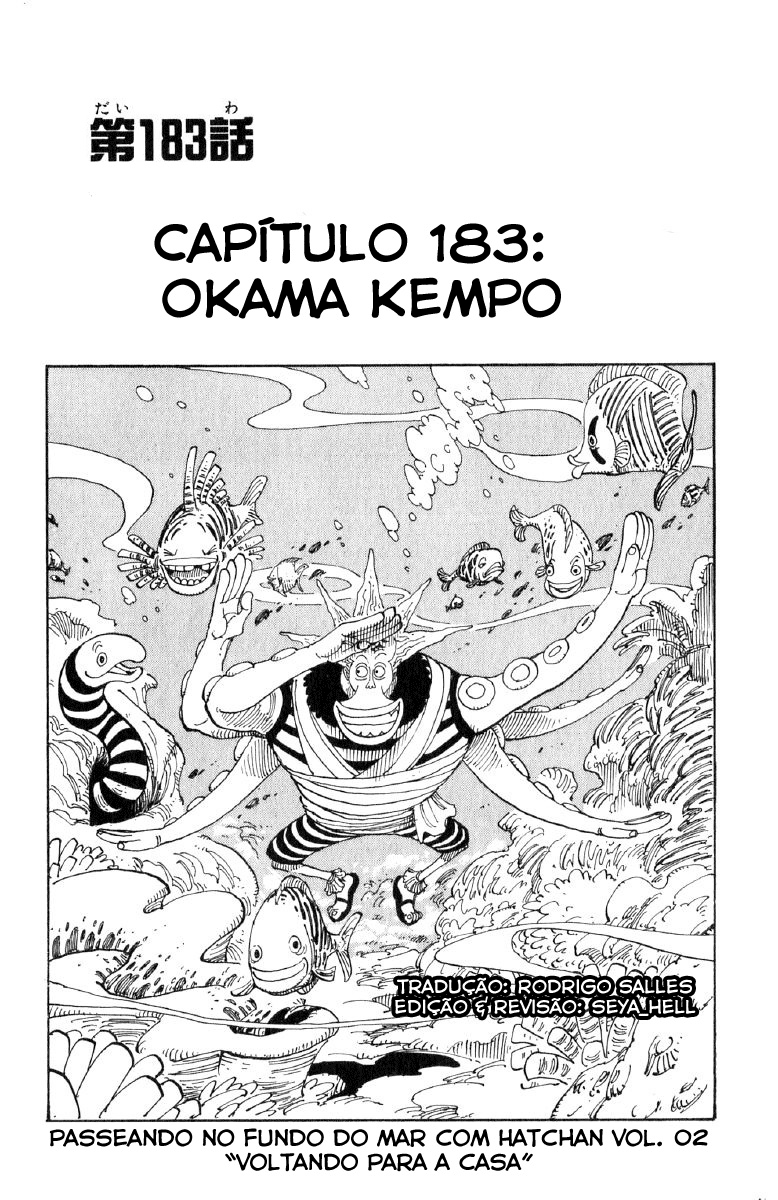 だい わ
第183話
CAPÍTULO 183:
OKAMA KEMPO
TRADUÇÃO: RODRIGO SALLES
EDIÇÃO & REVISÃO: SEYA_HELL
PASSEANDO NO FUNDO DO MAR COM HATCHAN VOL. 02
"VOLTANDO PARA A CASA"